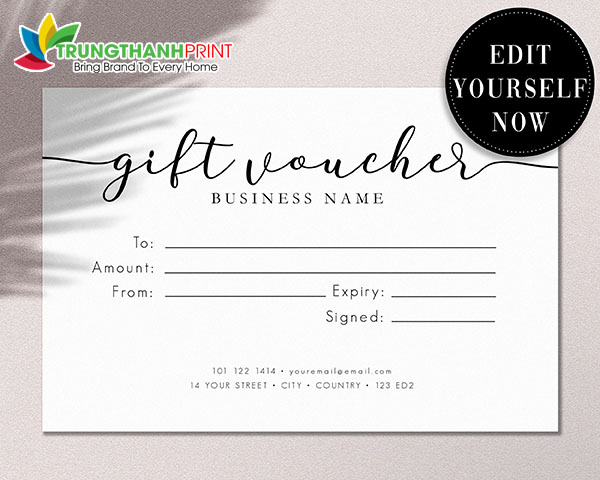 TRUNGTHANHPRINT
Bring Brand To Every Home
EDIT
YOURSELF
NOW
gift voucher
BUSINESS NAME
To:
Amount:
From: Expiry:
Signed:
101 122 1414 • youremail@email.com
14 YOUR STREET • CITY • COUNTRY • 123 ED2